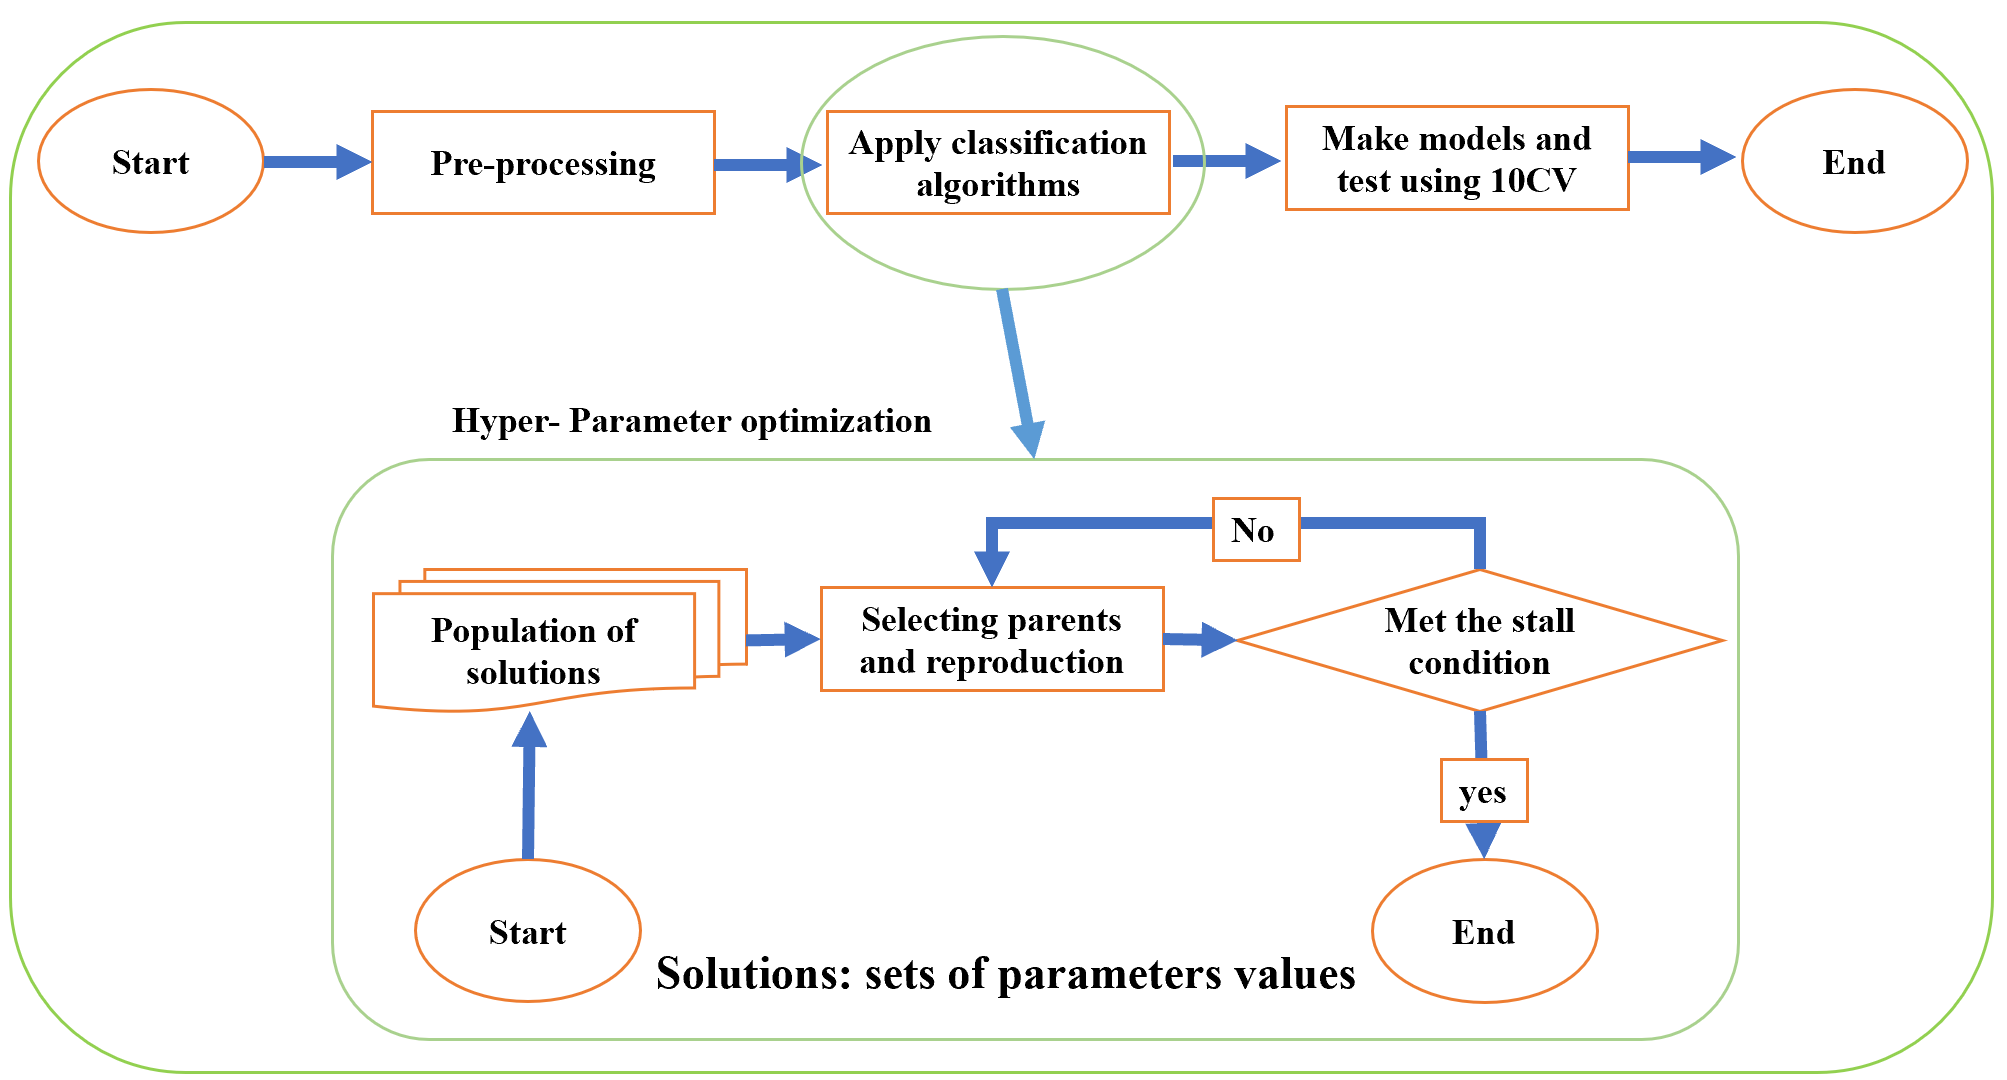 Start
Pre-processing
Apply classification
algorithms
Make models and
test using 10CV
End
Hyper- Parameter optimization
No
Population of
solutions
Selecting parents
and reproduction
Met the stall
condition
yes
Start
End
Solutions: sets of parameters values